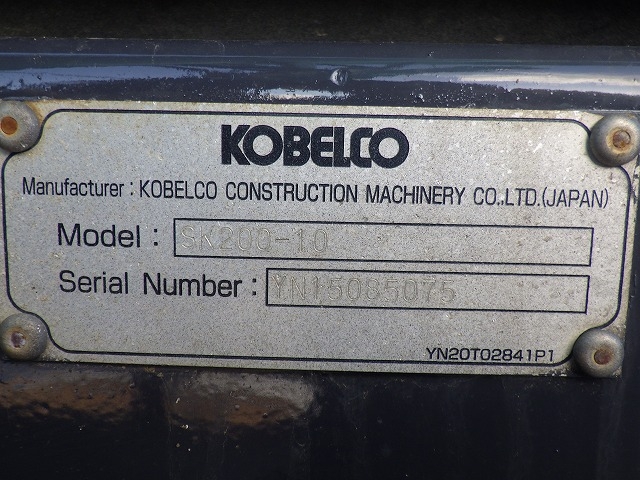 KOBELCO
Manufacturer : KOBELCO CONSTRUCTION MACHINERY CO.,LTD.(JAPAN)
Model : SK200-10
Serial Number : YN15085075
YN20T02841P1